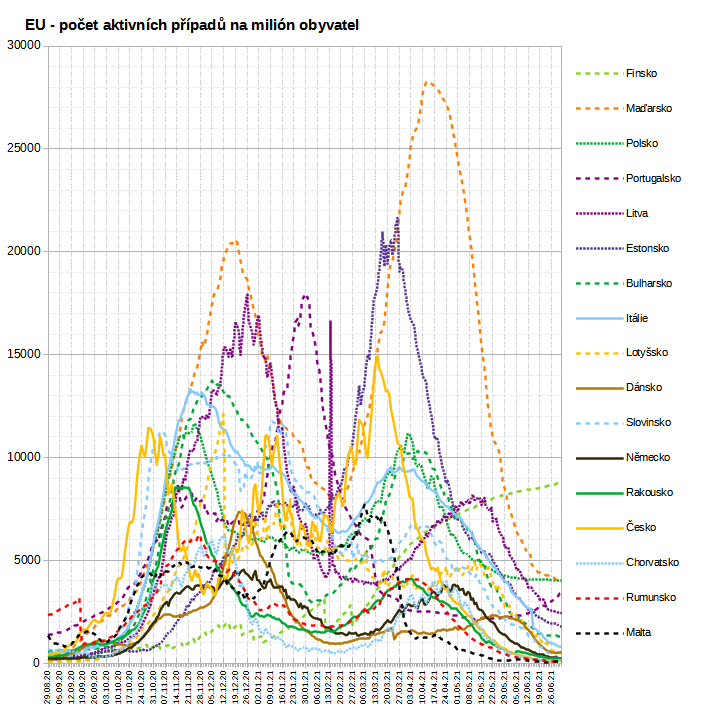 EU - počet aktivních případů na milión obyvatel
30000
25000
20000
15000
10000
5000
0
Finsko
Maďarsko
Polsko
Portugalsko
Litva
Estonsko
Bulharsko
Itálie
Lotyšsko
Dánsko
Slovinsko
Německo
Rakousko
Česko
Chorvatsko
Rumunsko
Malta
29.08.20
05.09.20
12.09.20
19.09.20
26.09.20
03.10.20
10.10.20
17.10.20
24.10.20
31.10.20
07.11.20
14.11.20
21.11.20
28.11.20
05.12.20
12.12.20
19.12.20
26.12.20
02.01.21
09.01.21
16.01.21
23.01.21
30.01.21
06.02.21
13.02.21
20.02.21
27.02.21
06.03.21
13.03.21
20.03.21
27.03.21
03.04.21
10.04.21
17.04.21
24.04.21
01.05.21
08.05.21
15.05.21
22.05.21
29.05.21
05.06.21
12.06.21
19.06.21
26.06.21